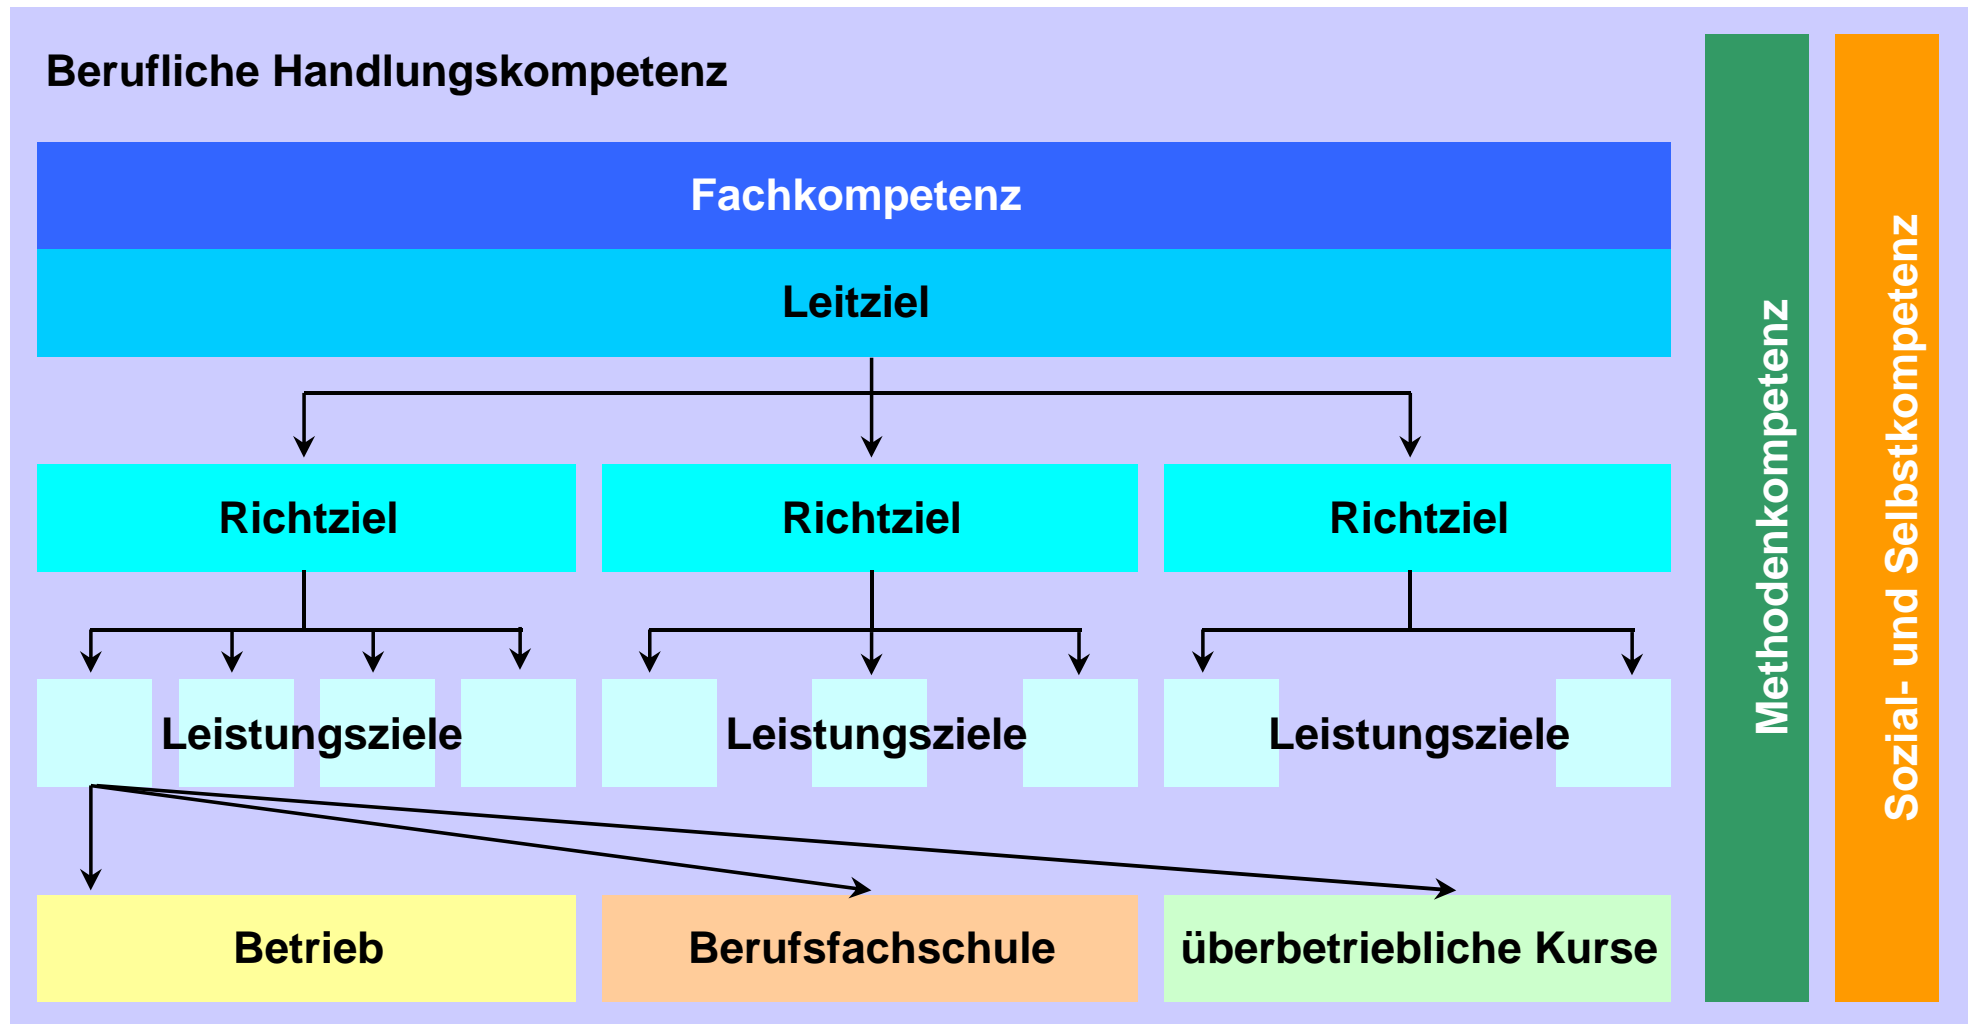 Berufliche Handlungskompetenz
Fachkompetenz
Leitziel
Richtziel
Richtziel
Richtziel
Leistungsziele
Leistungsziele
Leistungsziele
Betrieb
Berufsfachschule
überbetriebliche Kurse
Methodenkompetenz
Sozial- und Selbstkompetenz